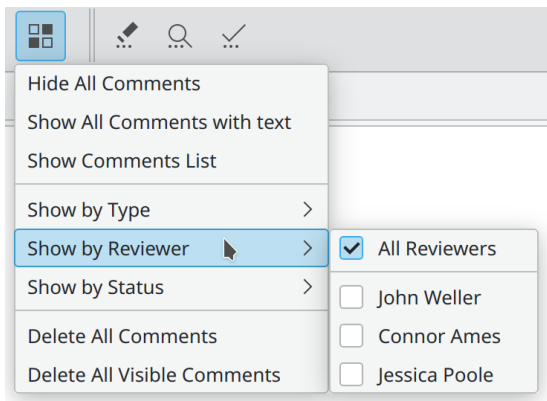 Hide All Comments
Show All Comments with text
Show Comments List
Show by Type
Show by Reviewer
Show by Status
Delete All Comments
Delete All Visible Comments
All Reviewers
John Weller
Connor Ames
Jessica Poole